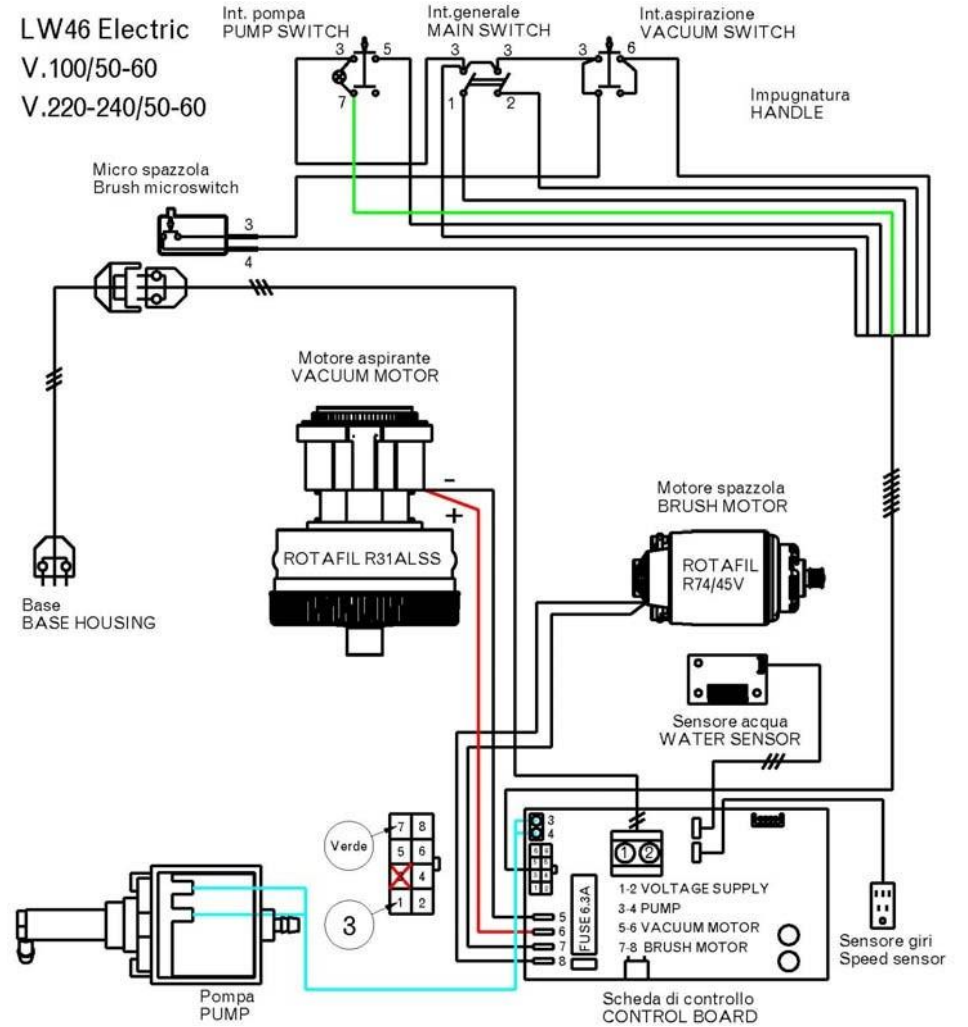 LW46 Electric
V.100/50-60
V.220-240/50-60
Int. pompa
PUMP SWITCH
3
5
7
Int.generale
MAIN SWITCH
3
3
1
2
Int.aspirazione
VACUUM SWITCH
3
6
Impugnatura
HANDLE
Micro spazzola
Brush microswitch
3
4
Motore aspirante
VACUUM MOTOR
-
+
ROTAFIL R31ALSS
Motore spazzola
BRUSH MOTOR
ROTAFIL
R74/45V
Base
BASE HOUSING
Sensore acqua
WATER SENSOR
Verde
7 8
5 6
4
1 2
3
3
4
1 2
1-2 VOLTAGE SUPPLY
3-4 PUMP
5-6 VACUUM MOTOR
7-8 BRUSH MOTOR
FUSE 6.3A
5
6
7
8
Sensore giri
Speed sensor
Pompa
PUMP
Scheda di controllo
CONTROL BOARD